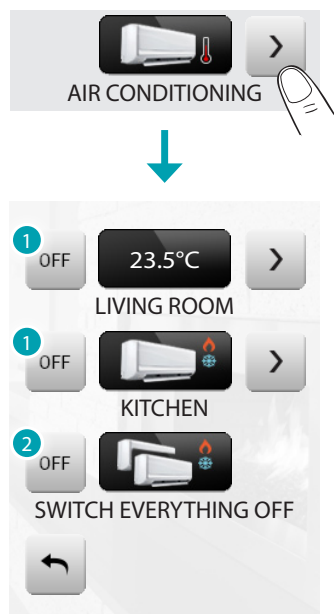 AIR CONDITIONING
1
OFF 23.5°C
LIVING ROOM
1
OFF
KITCHEN
2
OFF
SWITCH EVERYTHING OFF